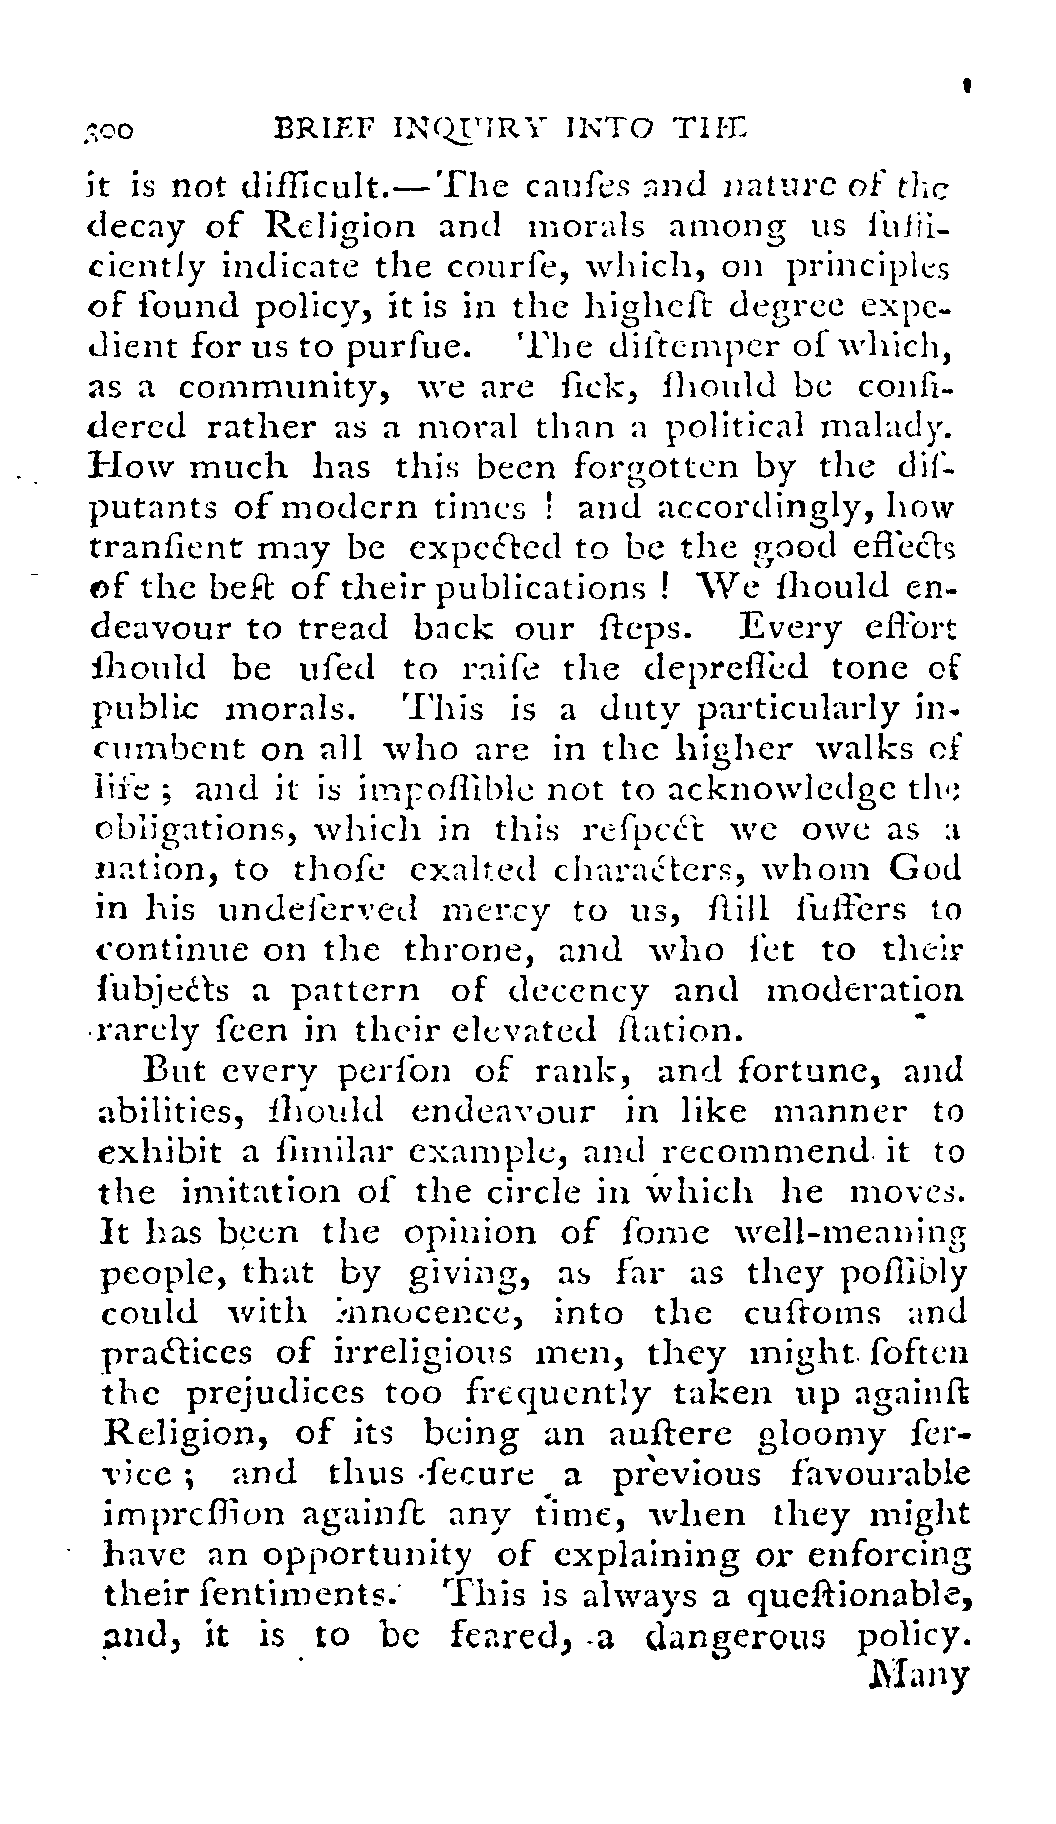 300 BRIEF INQUIRY INTO THE
it is not difficult.—The cauſes and nature of the
decay of Religion and morals among us ſuffi-
ciently indicate the courſe, which, on principles
of ſound policy, it is in the higheſt degree expe-
dient for us to purſue. The diſtemper of which,
as a community, we are ſick, ſhould be conſi-
dered rather as a moral than a political malady.
How much has this been forgotten by the diſ-
putants of modern times ! and accordingly, how
tranſient may be expected to be the good effects
of the beſt of their publications ! We ſhould en-
deavour to tread back our ſteps. Every effort
ſhould be uſed to raiſe the depreſſed tone of
public morals. This is a duty particularly in-
cumbent on all who are in the higher walks of
life ; and it is impoſſible not to acknowledge the
obligations, which in this reſpect we owe as a
nation, to thoſe exalted characters, whom God
in his undeſerved mercy to us, ſtill ſuffers to
continue on the throne, and who ſet to their
ſubjects a pattern of decency and moderation
rarely ſeen in their elevated ſtation.
But every perſon of rank, and fortune, and
abilities, ſhould endeavour in like manner to
exhibit a ſimilar example, and recommend it to
the imitation of the circle in which he moves.
It has been the opinion of ſome well-meaning
people, that by giving, as far as they poſſibly
could with innocence, into the cuſtoms and
practices of irreligious men, they might ſoften
the prejudices too frequently taken up againſt
Religion, of its being an auſtere gloomy ſer-
vice ; and thus ſecure a previous favourable
impreſſion againſt any time, when they might
have an opportunity of explaining or enforcing
their ſentiments. This is always a queſtionable,
and, it is to be feared, a dangerous policy.
Many